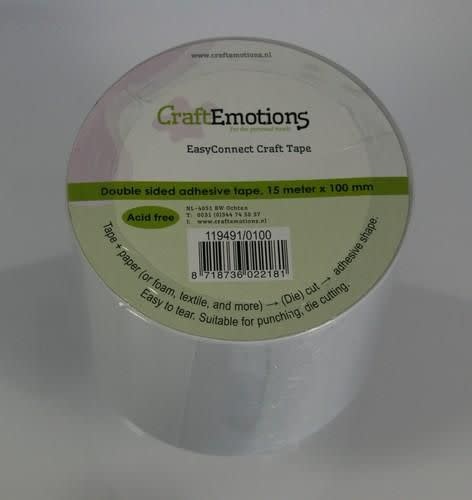 www.craftemotions.nl
CraftEmotions
for the personal touch
EasyConnect Craft Tape
Double sided adhesive tape, 15 meter x 100 mm
Acid free
NL-4051 BW Ochten
T: 0031 (0)344 74 50 37
E: craftemotions.nl
119491/0100
8 718736 022181
Tape + paper (or foam, textile, and more) → (Die) cut → adhesive shape.
Easy to tear. Suitable for punching, die cutting.